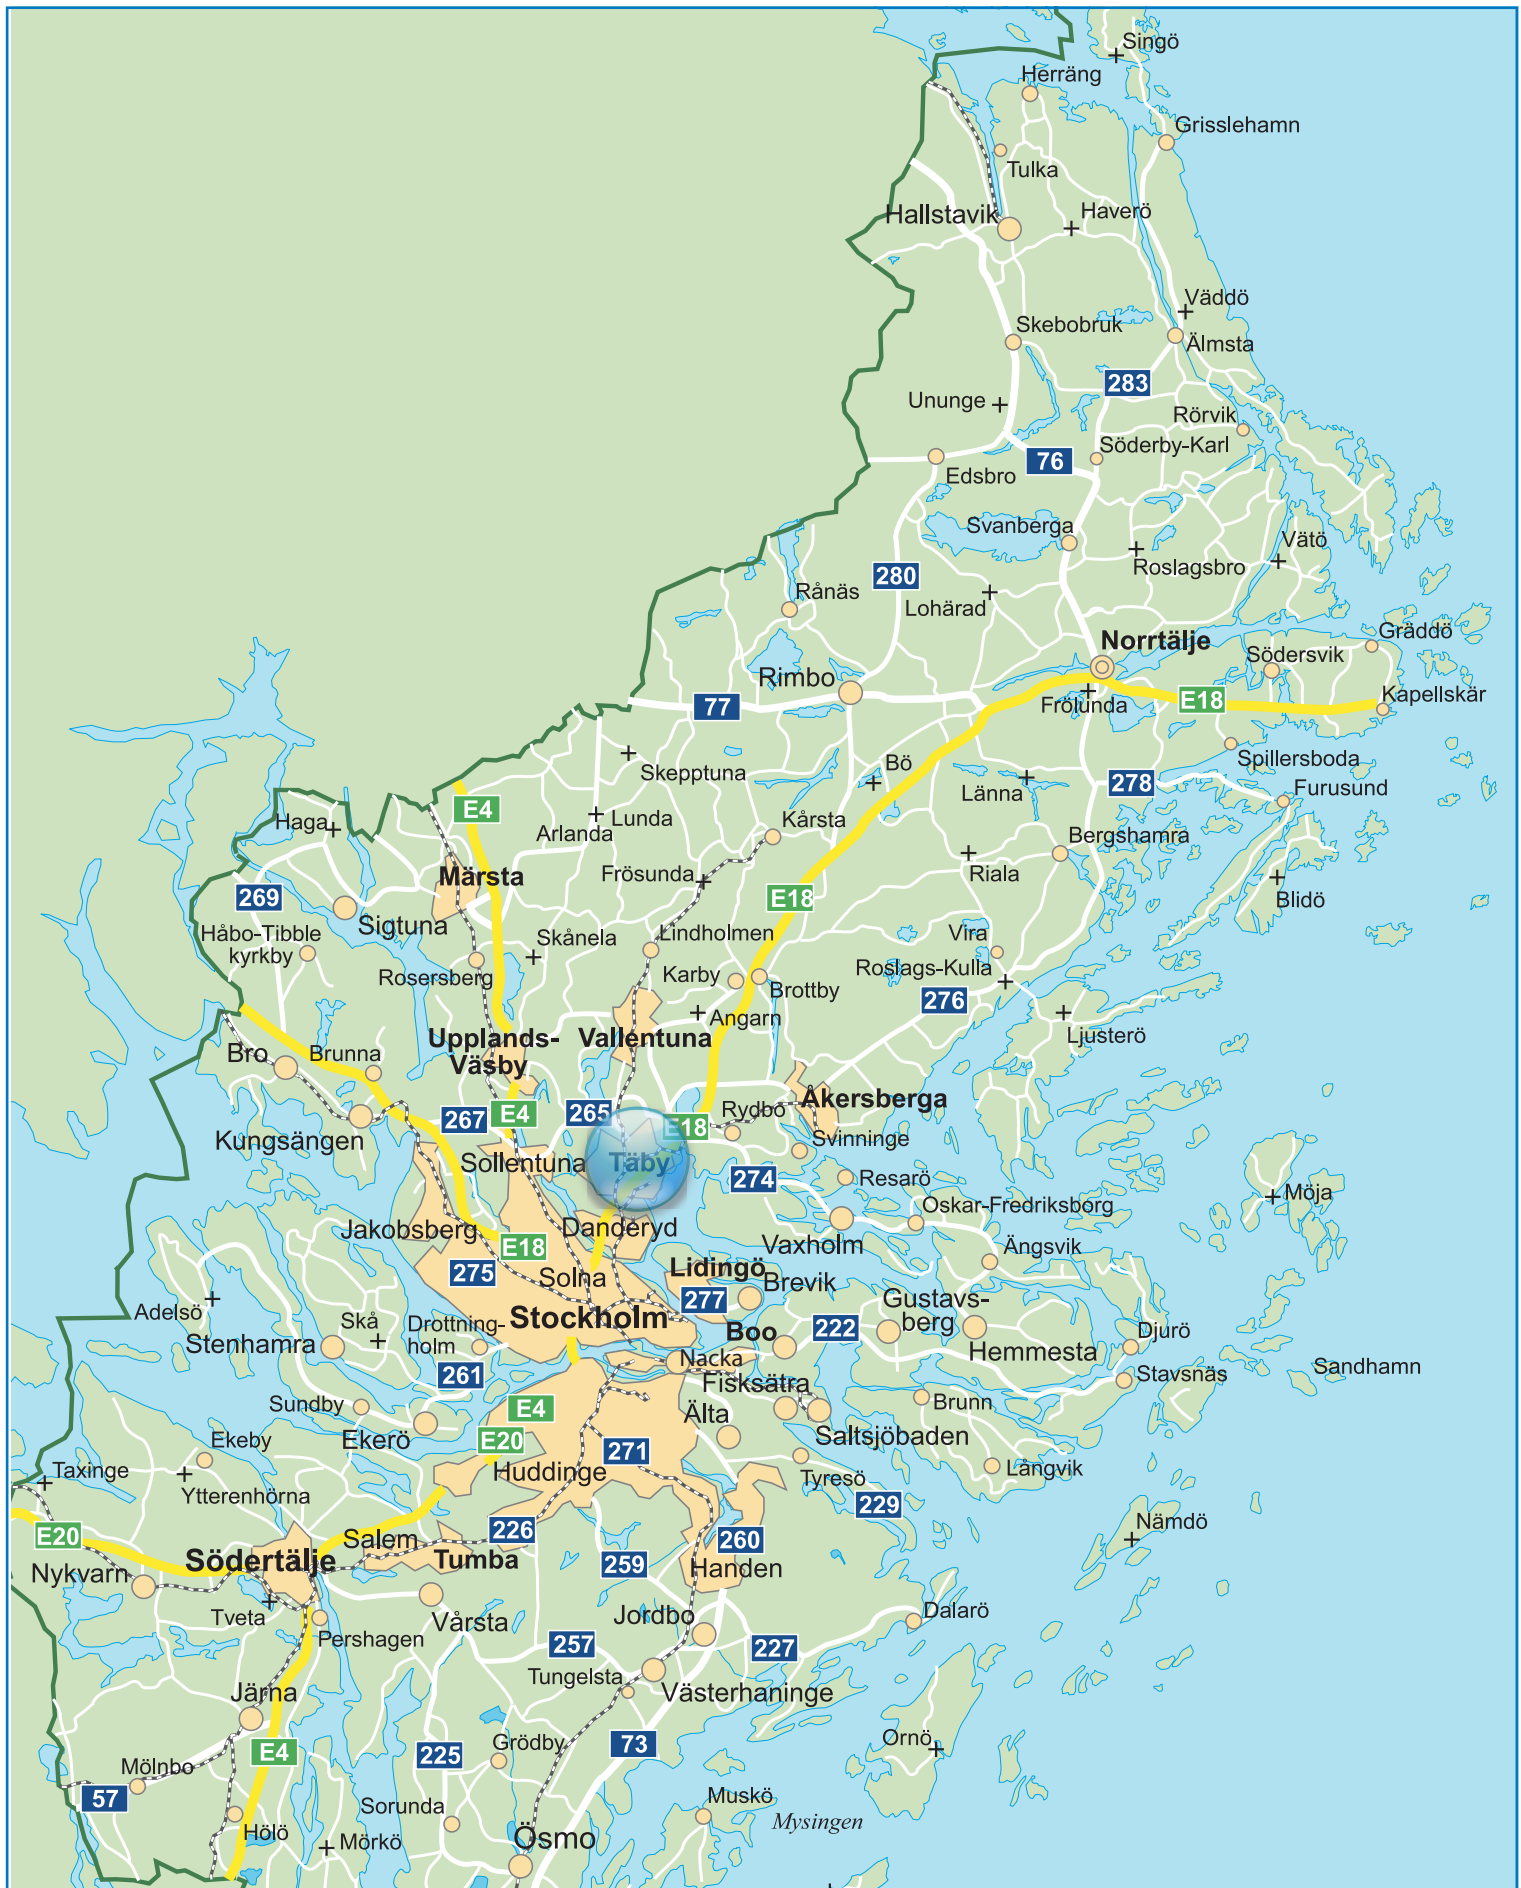 Singö
Herräng
Grisslehamn
Tulka
Hallstavik
Haverö
Väddö
Skebobruk
Älmsta
283
Ununge
Rörvik
Söderby-Karl
76
Edsbro
Svanberga
Vätö
Roslagsbro
280
Rånäs
Lohärad
Gräddö
Norrtälje
Södersvik
Rimbo
Kapellskär
Frölunda
E18
77
Spillersboda
Skepptuna
Bö
278
Furusund
Länna
E4
Haga
Lunda
Arlanda
Kårsta
Bergshamra
Riala
Frösunda
Märsta
269
E18
Blidö
Sigtuna
Håbo-Tibble
kyrkby
Skånela
Lindholmen
Vira
Rosersberg
Karby
Roslags-Kulla
Brottby
276
Angarn
Ljusterö
Upplands-
Väsby
Vallentuna
Bro
Brunna
Åkersberga
267
E4
265
E18
Rydbo
Kungsängen
Svinninge
Sollentuna
Täby
274
Resarö
Möja
Oskar-Fredriksborg
Jakobsberg
Danderyd
E18
Vaxholm
Ängsvik
275
Solna
Lidingö
Brevik
277
Adelsö
Gustavs-
berg
Skå
Drottning-
holm
Stockholm
Boo
222
Djurö
Stenhamra
Nacka
Hemmesta
Sandhamn
261
Fisksätra
Stavsnäs
Sundby
E4
Älta
Brunn
Ekerö
E20
Saltsjöbaden
Ekeby
271
Taxinge
Huddinge
Långvik
Ytterenhörna
Tyresö
229
E20
226
Nämdö
Salem
260
Södertälje
Tumba
259
Handen
Nykvarn
Tveta
Vårsta
Jordbo
Dalarö
Pershagen
257
227
Tungelsta
Järna
Västerhaninge
Ornö
E4
225
Grödby
73
Mölnbo
57
Sorunda
Muskö
Mysingen
Hölö
Mörkö
Ösmo